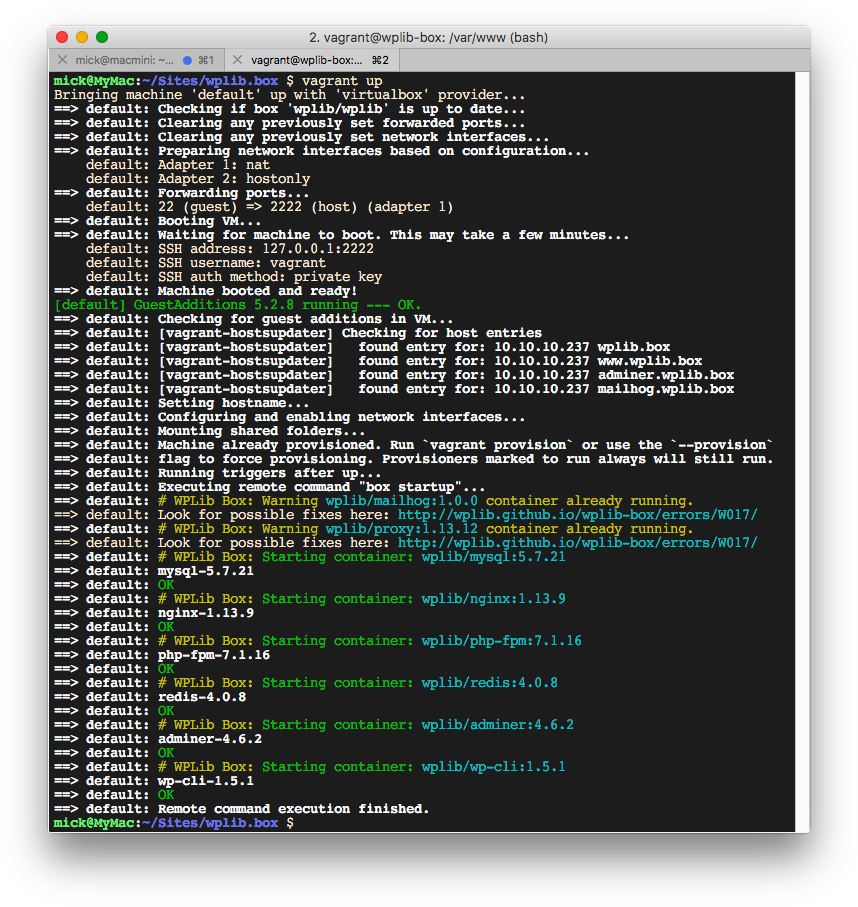 2. vagrant@wplib-box: /var/www (bash)
mick@macmini: ~... ⌘1 vagrant@wplib-box:... ⌘2
mick@MyMac:~/Sites/wplib.box $ vagrant up
Bringing machine 'default' up with 'virtualbox' provider...
==> default: Checking if box 'wplib/wplib' is up to date...
==> default: Clearing any previously set forwarded ports...
==> default: Clearing any previously set network interfaces...
==> default: Preparing network interfaces based on configuration...
default: Adapter 1: nat
default: Adapter 2: hostonly
==> default: Forwarding ports...
default: 22 (guest) => 2222 (host) (adapter 1)
==> default: Booting VM...
==> default: Waiting for machine to boot. This may take a few minutes...
default: SSH address: 127.0.0.1:2222
default: SSH username: vagrant
default: SSH auth method: private key
==> default: Machine booted and ready!
[default] GuestAdditions 5.2.8 running --- OK.
==> default: Checking for guest additions in VM...
==> default: [vagrant-hostsupdater] Checking for host entries
==> default: [vagrant-hostsupdater]   found entry for: 10.10.10.237 wplib.box
==> default: [vagrant-hostsupdater]   found entry for: 10.10.10.237 www.wplib.box
==> default: [vagrant-hostsupdater]   found entry for: 10.10.10.237 adminer.wplib.box
==> default: [vagrant-hostsupdater]   found entry for: 10.10.10.237 mailhog.wplib.box
==> default: Setting hostname...
==> default: Configuring and enabling network interfaces...
==> default: Mounting shared folders...
==> default: Machine already provisioned. Run `vagrant provision` or use the `--provision`
==> default: flag to force provisioning. Provisioners marked to run always will still run.
==> default: Running triggers after up...
==> default: Executing remote command "box startup"...
==> default: # WPLib Box: Warning wplib/mailhog:1.0.0 container already running.
==> default: Look for possible fixes here: http://wplib.github.io/wplib-box/errors/W017/
==> default: # WPLib Box: Warning wplib/proxy:1.13.12 container already running.
==> default: Look for possible fixes here: http://wplib.github.io/wplib-box/errors/W017/
==> default: # WPLib Box: Starting container: wplib/mysql:5.7.21
==> default: mysql-5.7.21
==> default: OK
==> default: # WPLib Box: Starting container: wplib/nginx:1.13.9
==> default: nginx-1.13.9
==> default: OK
==> default: # WPLib Box: Starting container: wplib/php-fpm:7.1.16
==> default: php-fpm-7.1.16
==> default: OK
==> default: # WPLib Box: Starting container: wplib/redis:4.0.8
==> default: redis-4.0.8
==> default: OK
==> default: # WPLib Box: Starting container: wplib/adminer:4.6.2
==> default: adminer-4.6.2
==> default: OK
==> default: # WPLib Box: Starting container: wplib/wp-cli:1.5.1
==> default: wp-cli-1.5.1
==> default: OK
==> default: Remote command execution finished.
mick@MyMac:~/Sites/wplib.box $